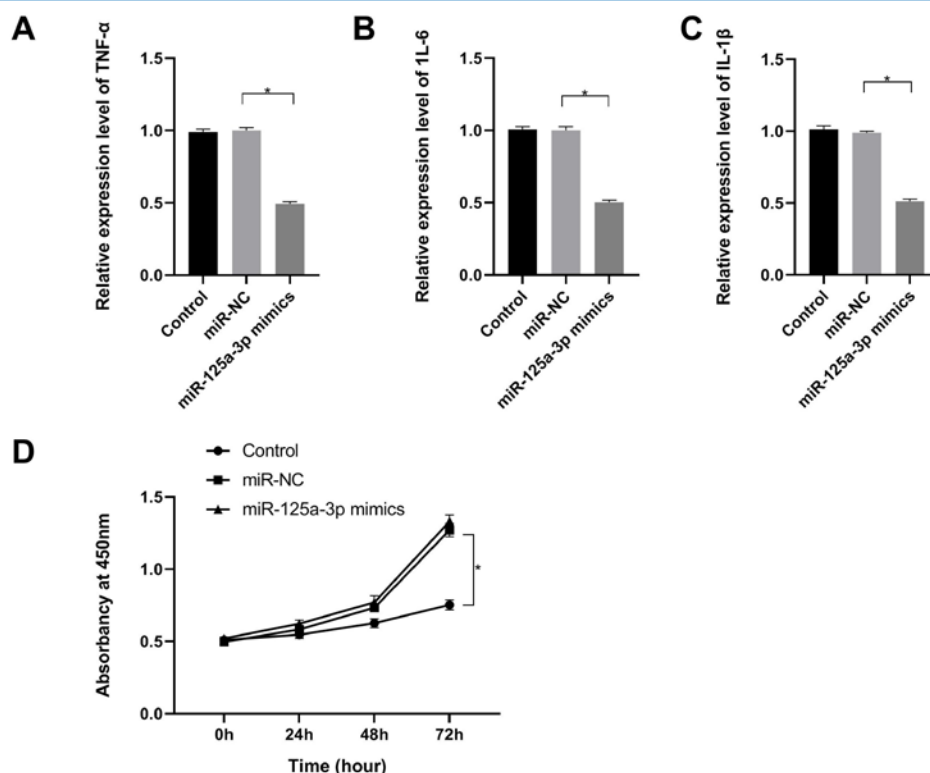 A
Relative expression level of TNF-α
1.5
1.0
0.5
0.0
*
Control
miR-NC
miR-125a-3p mimics
B
Relative expression level of 1L-6
1.5
1.0
0.5
0.0
*
Control
miR-NC
miR-125a-3p mimics
C
Relative expression level of IL-1β
1.5
1.0
0.5
0.0
*
Control
miR-NC
miR-125a-3p mimics
D
Control
miR-NC
miR-125a-3p mimics
Absorbancy at 450nm
1.5
1.0
0.5
0.0
*
0h
24h
48h
72h
Time (hour)